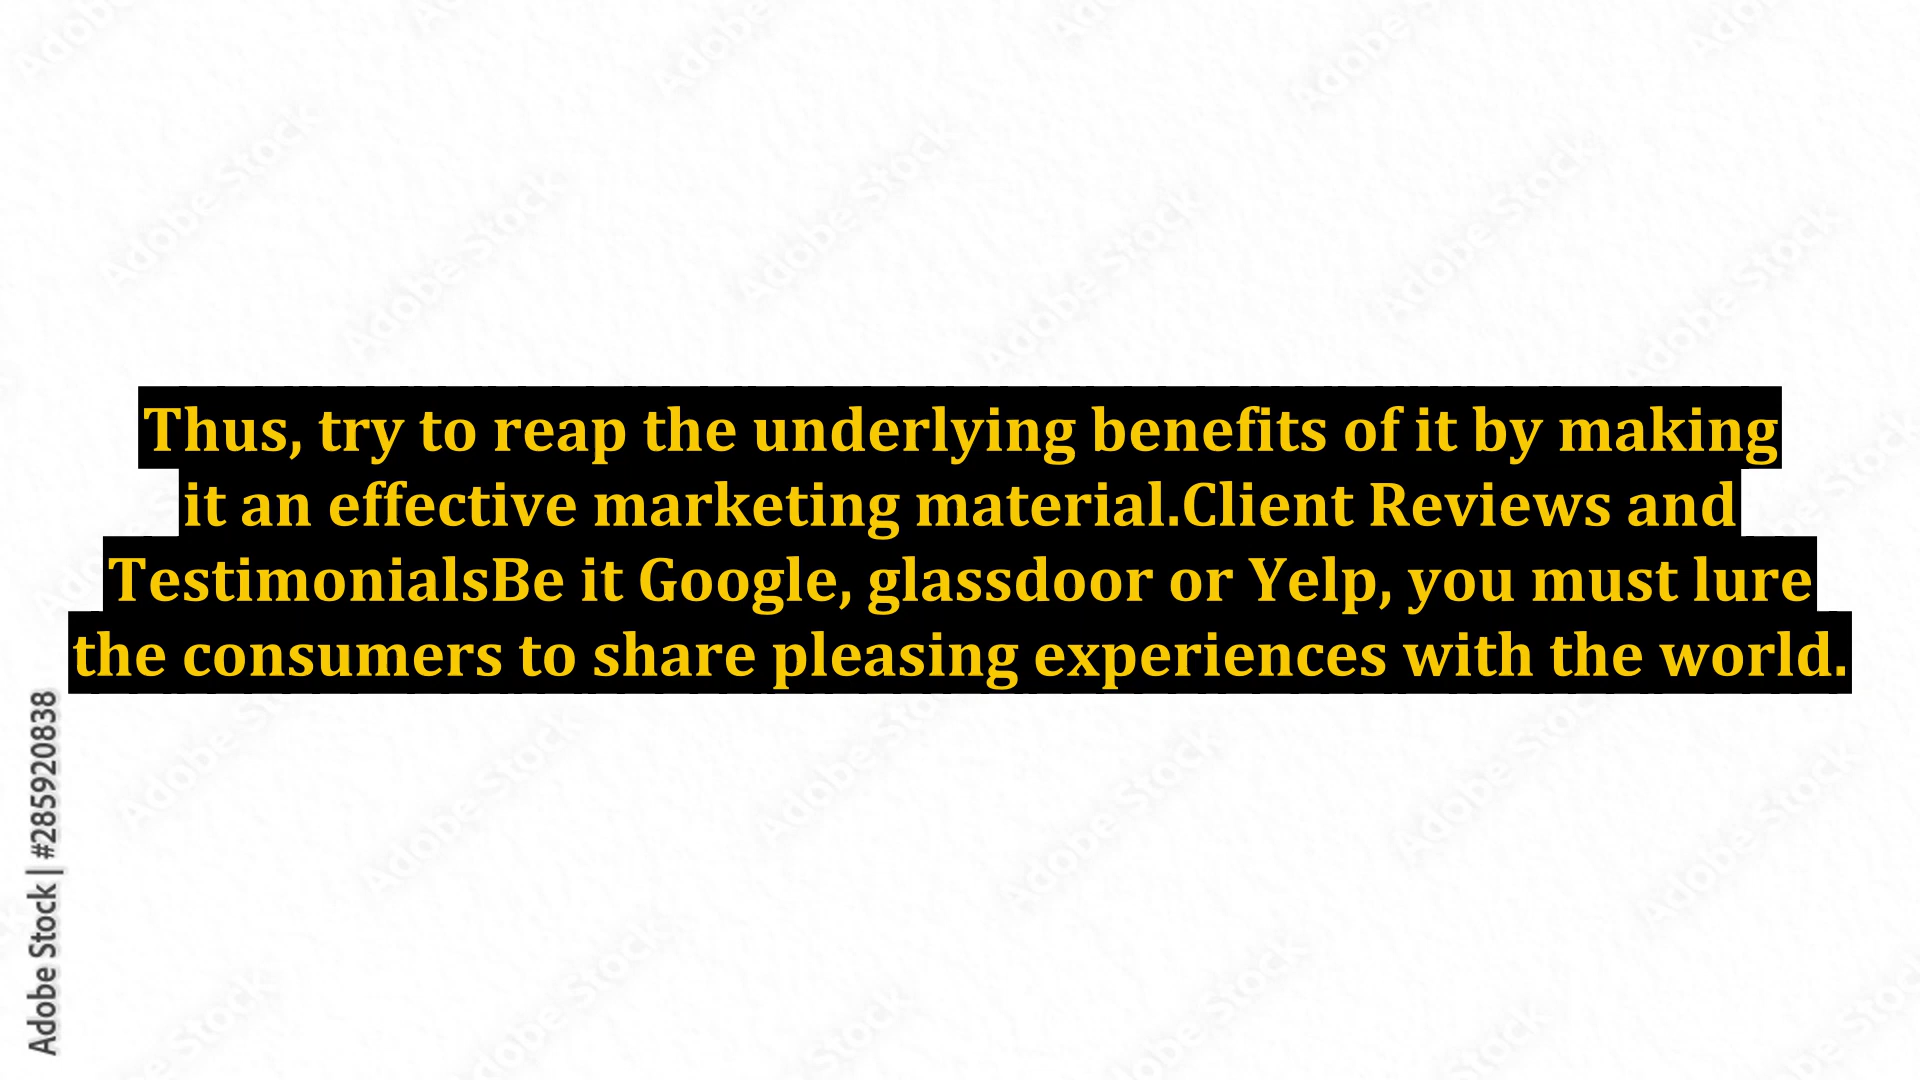 Thus, try to reap the underlying benefits of it by making
it an effective marketing material.Client Reviews and
TestimonialsBe it Google, glassdoor or Yelp, you must lure
the consumers to share pleasing experiences with the world.
Adobe Stock | #285920838
Adobe Stock